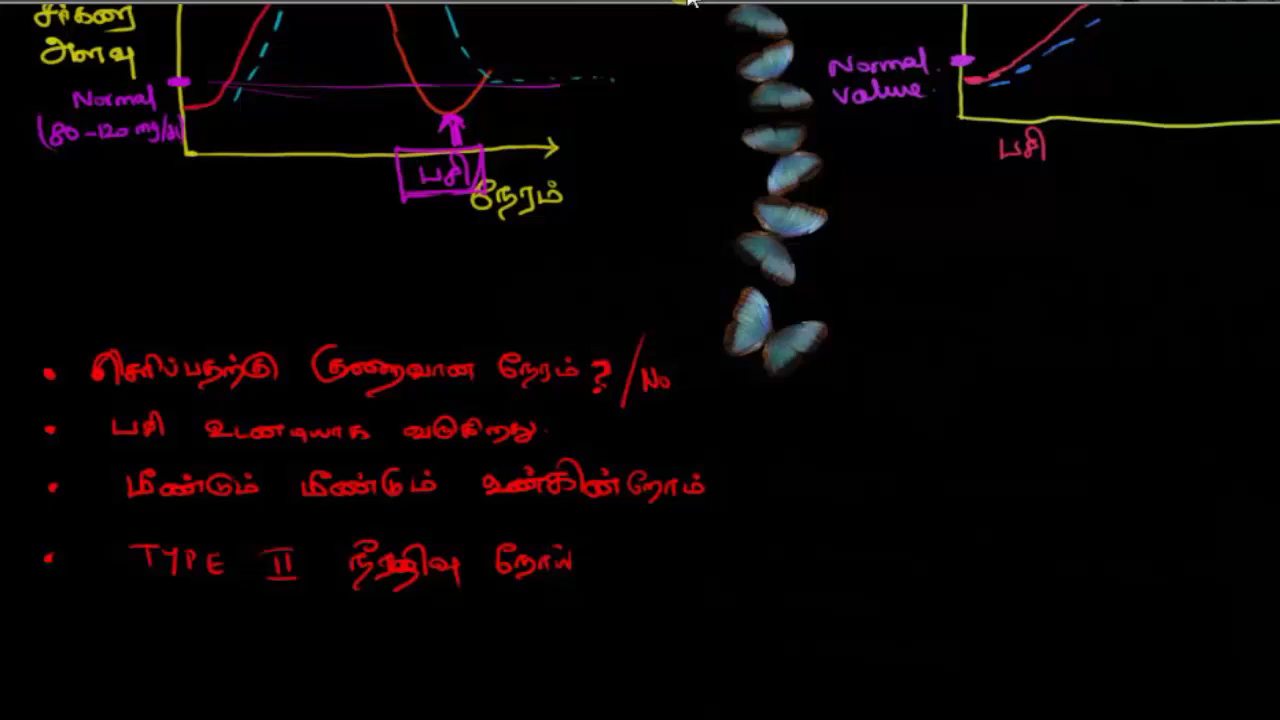 சர்கரை
அளவு
Normal
(80-120 mg/dl)
பசி
நேரம்
Normal
value
பசி
• செரிப்பதற்கு குறைவான நேரம்? / No
• பசி உடனடியாக வருகிறது.
• மீண்டும் மீண்டும் உண்கின்றோம்
• TYPE II நீரழிவு நோய்